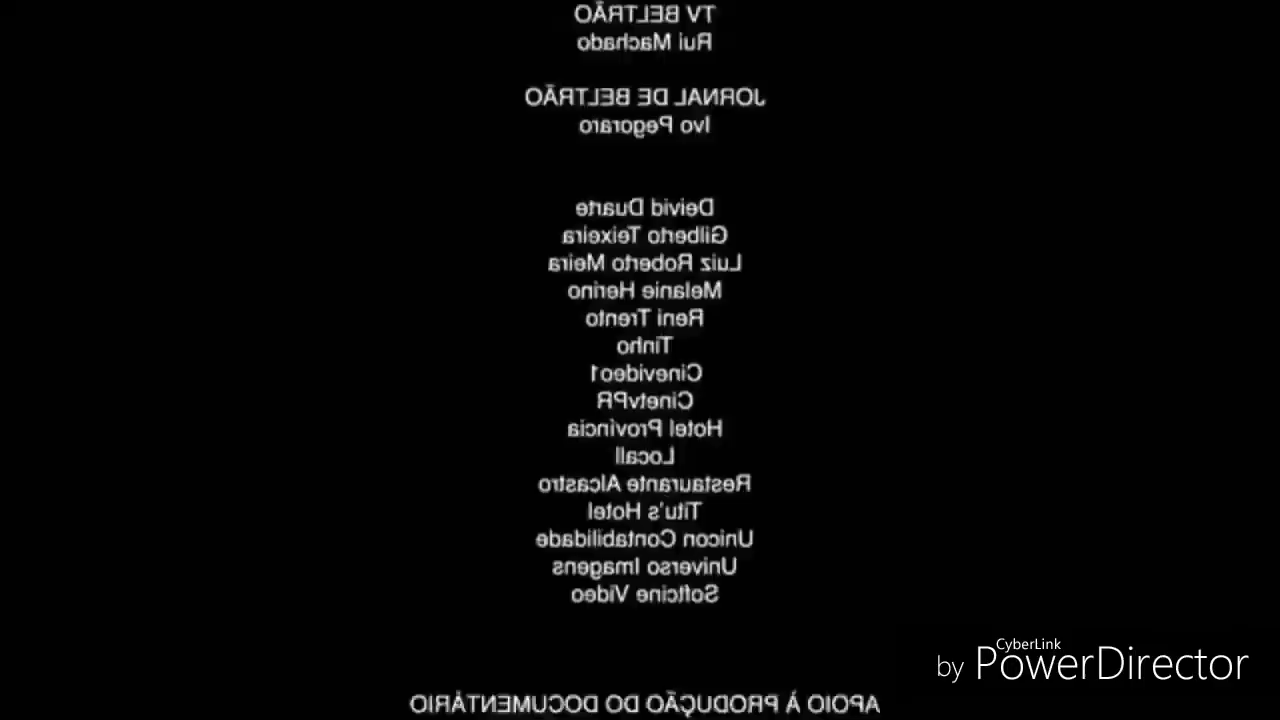 TV BELTRÃO
Rui Machado
JORNAL DE BELTRÃO
Ivo Pegoraro
Deivid Duarte
Gilberto Teixeira
Luiz Roberto Meira
Melanie Herino
Reni Trento
Tinho
Cinevideo1
CinetvPR
Hotel Província
Locall
Restaurante Alcastro
Titu's Hotel
Unicon Contabilidade
Universo Imagens
Softcine Video
CyberLink
by PowerDirector
APOIO À PRODUÇÃO DO DOCUMENTÁRIO